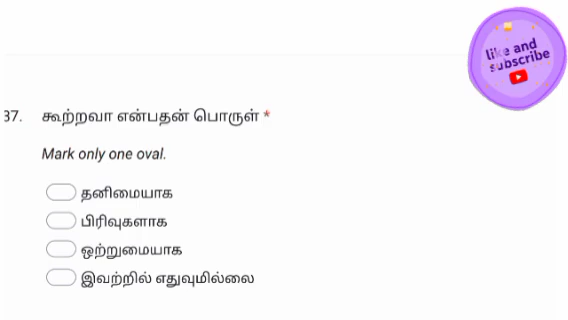 like and
subscribe
37. கூற்றவா என்பதன் பொருள் *
Mark only one oval.
தனிமையாக
பிரிவுகளாக
ஒற்றுமையாக
இவற்றில் எதுவுமில்லை